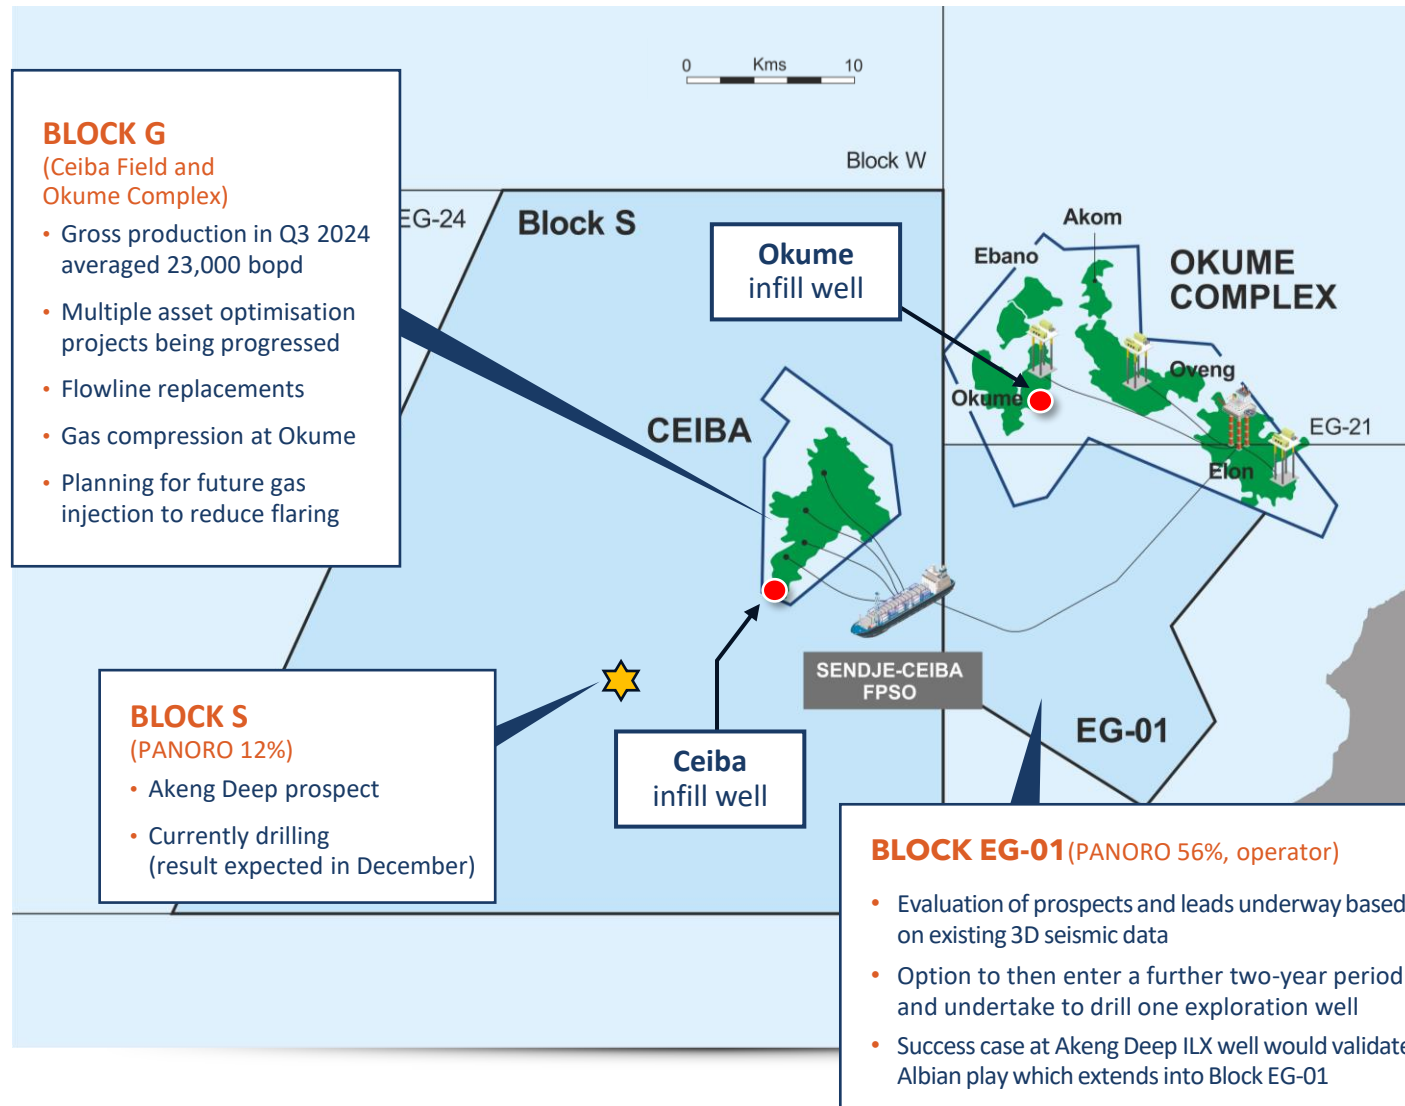 0 Kms 10
BLOCK G
(Ceiba Field and
Okume Complex)
• Gross production in Q3 2024
averaged 23,000 bopd
• Multiple asset optimisation
projects being progressed
• Flowline replacements
• Gas compression at Okume
• Planning for future gas
injection to reduce flaring
Block W
EG-24
Block S
Okume
infill well
Akom
Ebano
OKUME
COMPLEX
Oveng
Okume
EG-21
Elon
CEIBA
SENDJE-CEIBA
FPSO
EG-01
BLOCK S
(PANORO 12%)
• Akeng Deep prospect
• Currently drilling
(result expected in December)
Ceiba
infill well
BLOCK EG-01 (PANORO 56%, operator)
• Evaluation of prospects and leads underway based
on existing 3D seismic data
• Option to then enter a further two-year period
and undertake to drill one exploration well
• Success case at Akeng Deep ILX well would validate
Albian play which extends into Block EG-01